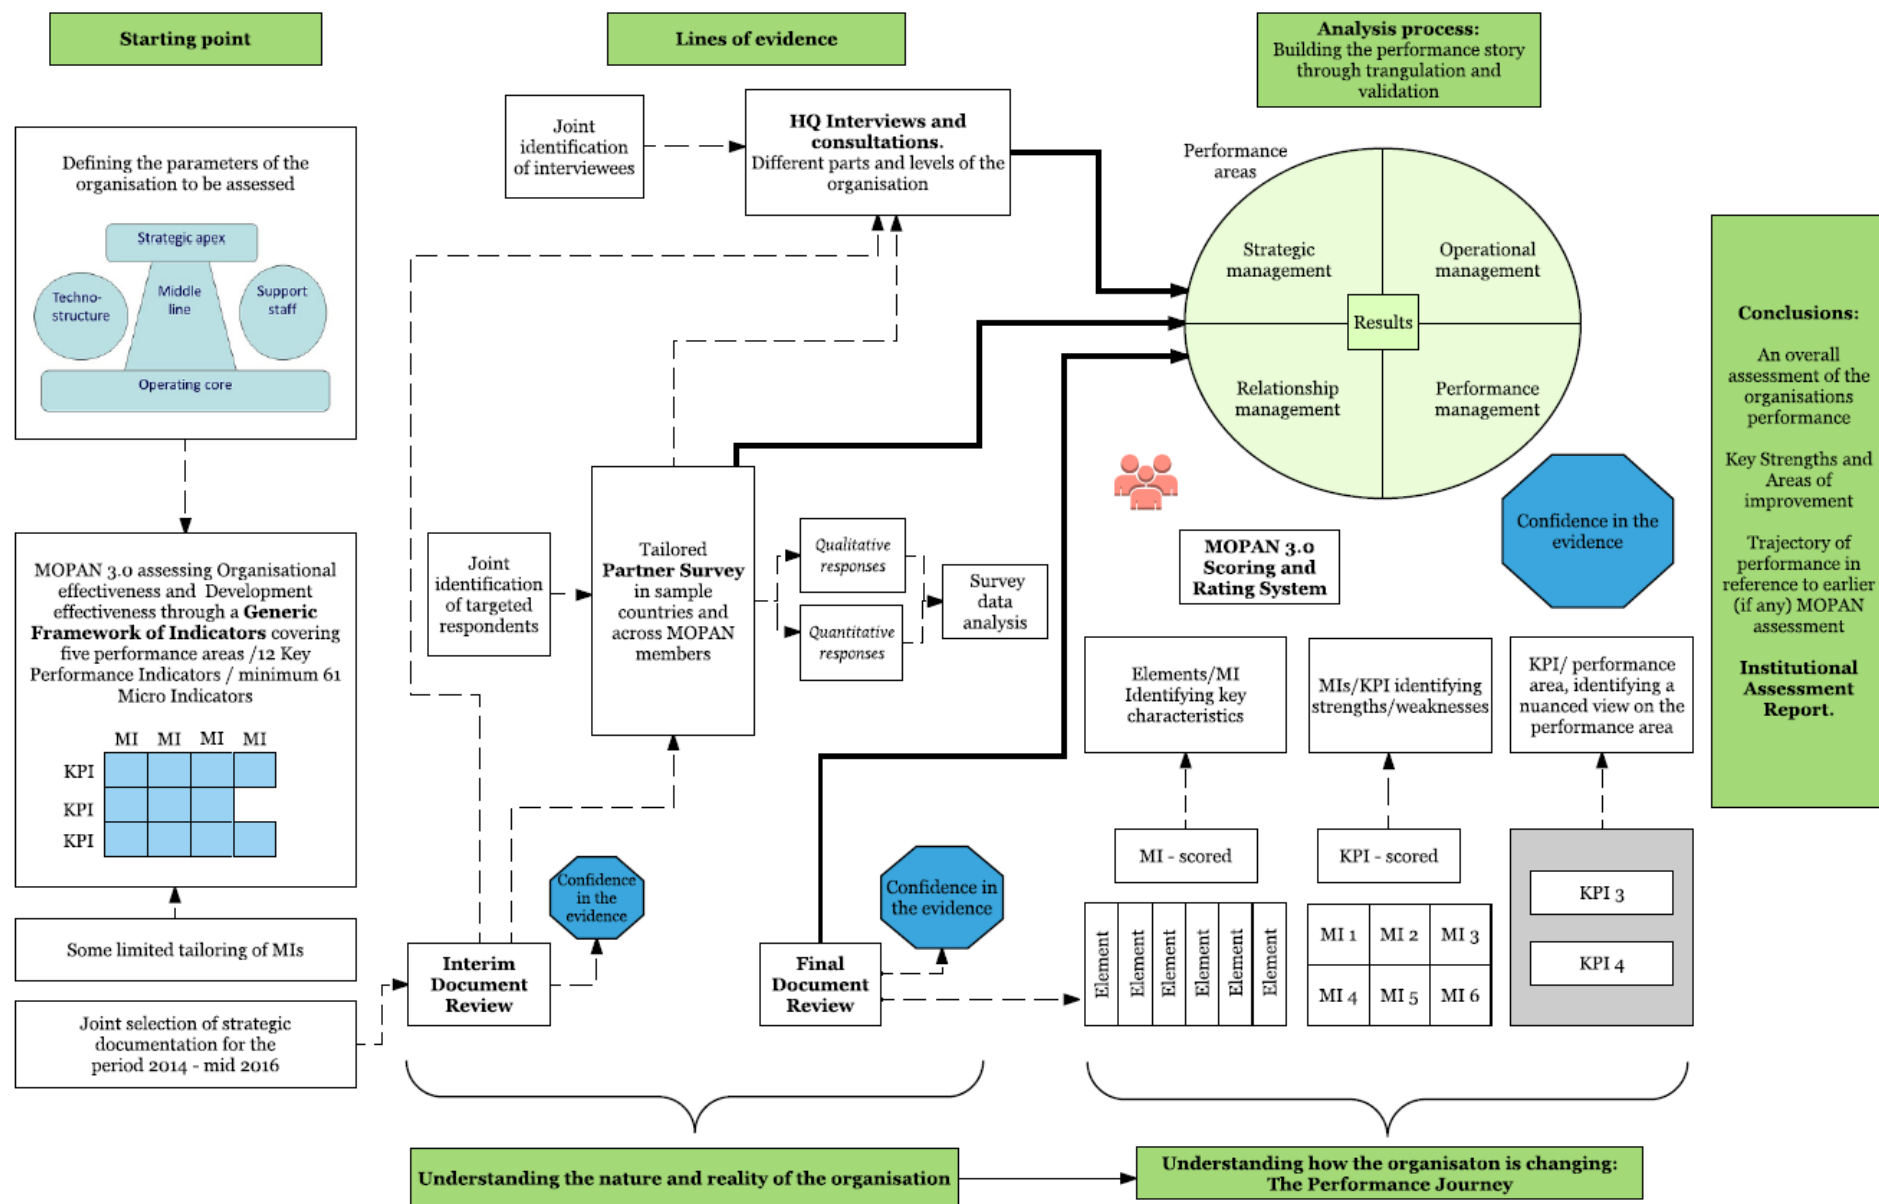 Starting point
Defining the parameters of the
organisation to be assessed
Strategic apex
Techno-
structure
Middle
line
Support
staff
Operating core
MOPAN 3.0 assessing Organisational
effectiveness and Development
effectiveness through a Generic
Framework of Indicators covering
five performance areas /12 Key
Performance Indicators / minimum 61
Micro Indicators
MI MI MI MI
KPI
KPI
KPI
Some limited tailoring of MIs
Joint selection of strategic
documentation for the
period 2014 - mid 2016
Lines of evidence
Joint
identification
of interviewees
HQ Interviews and
consultations.
Different parts and levels of the
organisation
Joint
identification
of targeted
respondents
Tailored
Partner Survey
in sample
countries and
across MOPAN
members
Qualitative
responses
Quantitative
responses
Survey
data
analysis
Confidence
in the
evidence
Interim
Document
Review
Confidence in
the evidence
Final
Document
Review
Analysis process:
Building the performance story
through trangulation and
validation
Performance
areas
Strategic
management
Operational
management
Results
Relationship
management
Performance
management
MOPAN 3.0
Scoring and
Rating System
Confidence in the
evidence
Elements/MI
Identifying key
characteristics
MIs/KPI identifying
strengths/weaknesses
KPI/ performance
area, identifying a
nuanced view on the
performance area
MI - scored
KPI - scored
Element
Element
Element
Element
Element
Element
MI 1 MI 2 MI 3
MI 4 MI 5 MI 6
KPI 3
KPI 4
Conclusions:
An overall
assessment of the
organisations
performance
Key Strengths and
Areas of
improvement
Trajectory of
performance in
reference to earlier
(if any) MOPAN
assessment
Institutional
Assessment
Report.
Understanding the nature and reality of the organisation
Understanding how the organisaton is changing:
The Performance Journey